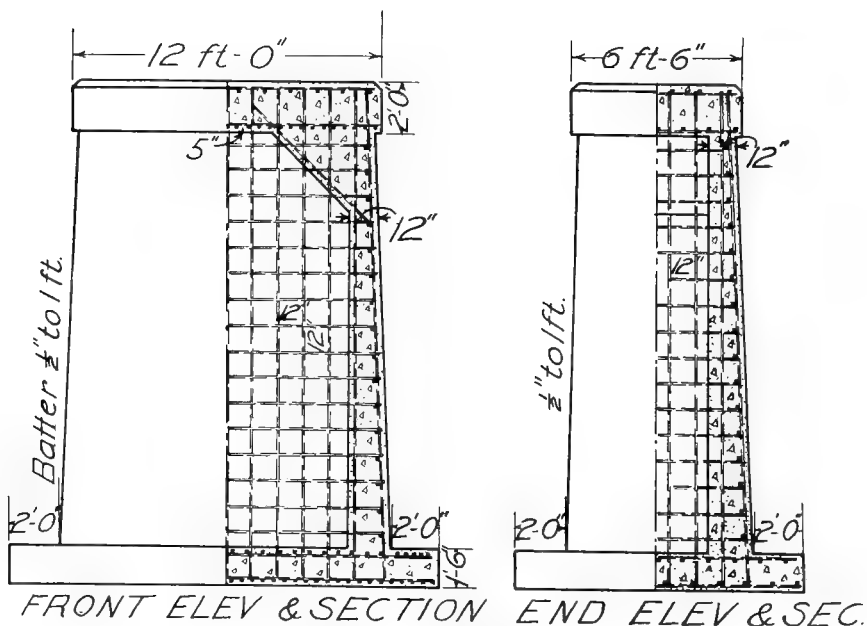 12 ft-0"
2'-0"
5"
12"
12"
12"
Batter ½" to 1 ft.
2'-0"
2'-0"
1'-6"
FRONT ELEV & SECTION
6 ft-6"
12"
12"
½" to 1 ft.
2'-0"
2'-0"
END ELEV & SEC.